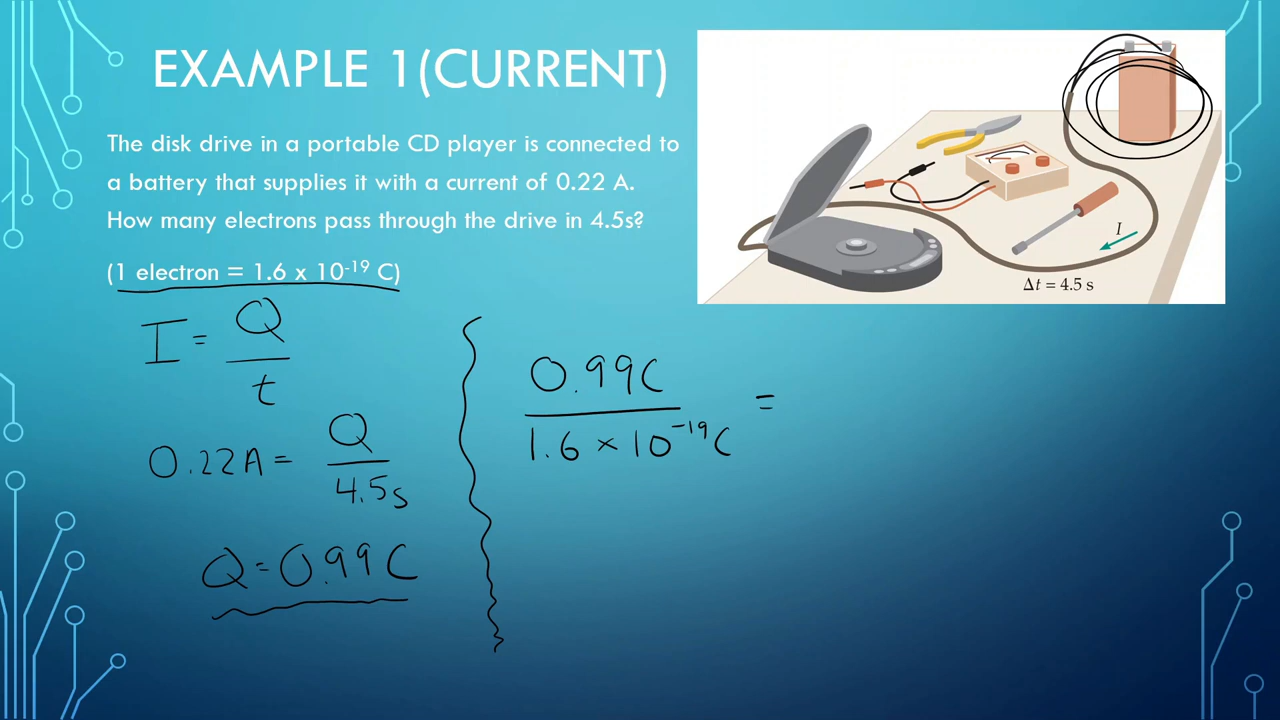 EXAMPLE 1(CURRENT)
The disk drive in a portable CD player is connected to
a battery that supplies it with a current of 0.22 A.
How many electrons pass through the drive in 4.5s?
(1 electron = 1.6 x 10⁻¹⁹ C)
I
Δt = 4.5 s
I = Q
t
0.22A = Q
4.5s
Q = 0.99C
0.99C =
1.6 × 10⁻¹⁹ C